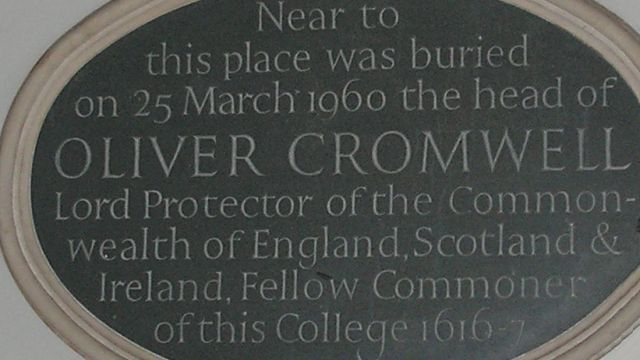 Near to
this place was buried
on 25 March 1960 the head of
OLIVER CROMWELL
Lord Protector of the Common-
wealth of England, Scotland &
Ireland, Fellow Commoner
of this College 1616-7